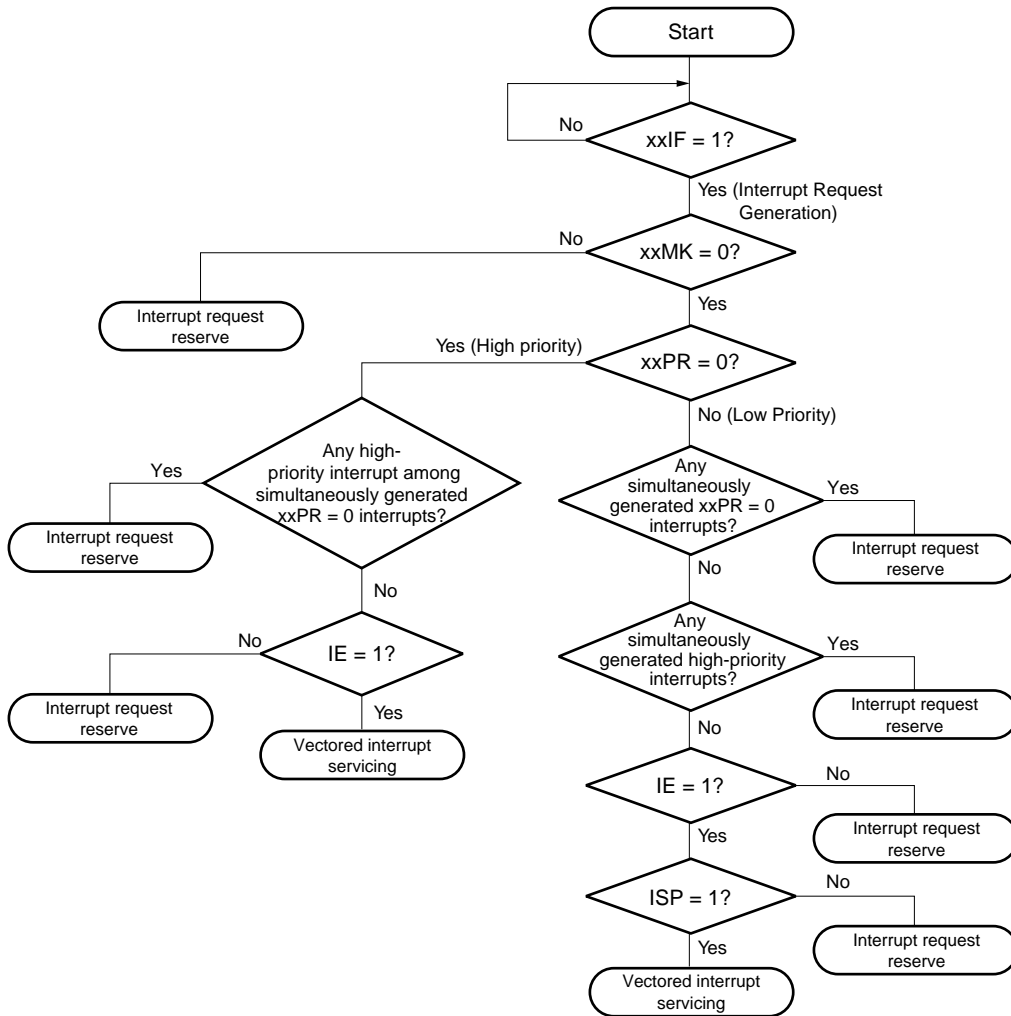 Start
No
xxIF = 1?
Yes (Interrupt Request
Generation)
No
xxMK = 0?
Interrupt request
reserve
Yes
Yes (High priority)
xxPR = 0?
No (Low Priority)
Any high-
priority interrupt among
simultaneously generated
xxPR = 0 interrupts?
Yes
Interrupt request
reserve
No
IE = 1?
No
Interrupt request
reserve
Yes
Vectored interrupt
servicing
Any
simultaneously
generated xxPR = 0
interrupts?
Yes
Interrupt request
reserve
No
Any
simultaneously
generated high-priority
interrupts?
Yes
Interrupt request
reserve
No
IE = 1?
No
Interrupt request
reserve
Yes
ISP = 1?
No
Interrupt request
reserve
Yes
Vectored interrupt
servicing